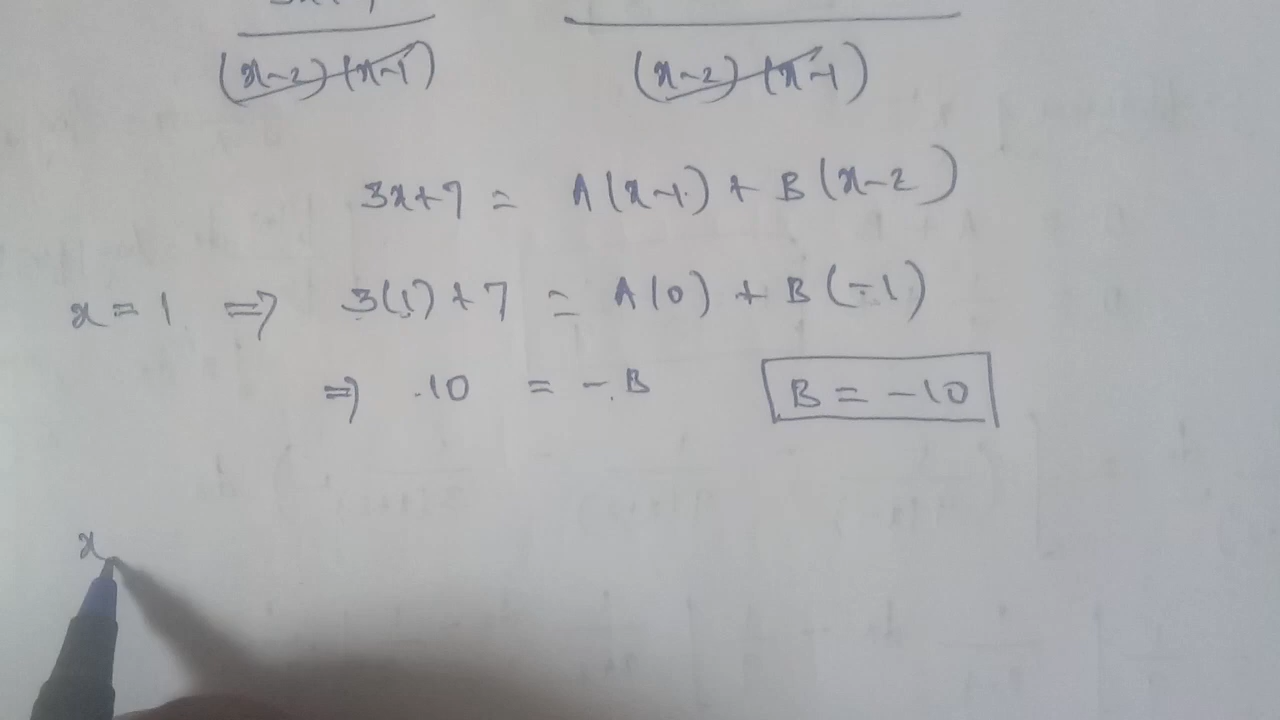 (x-2)(x-1) (x-2)(x-1)
3x+7 = A(x-1) + B(x-2)
x = 1 ⇒ 3(1) + 7 = A(0) + B(-1)
⇒ 10 = -B B = -10
x